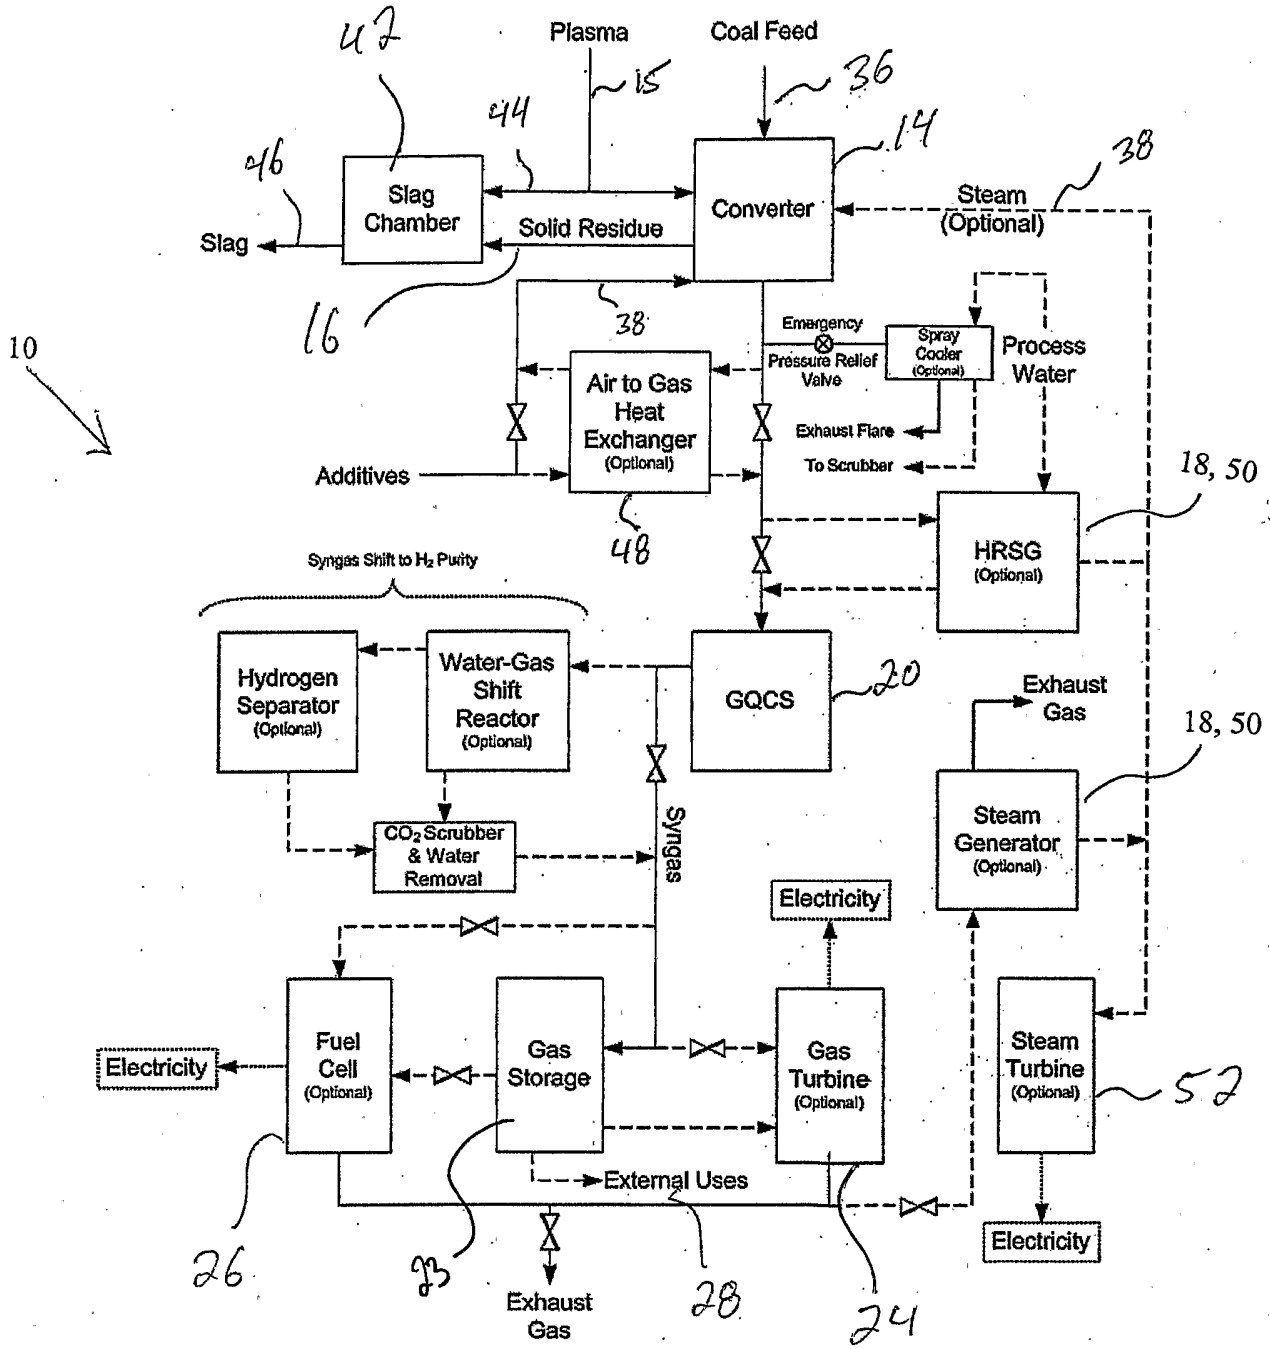 42
Plasma
Coal Feed
15
36
44
14
46
38
Slag
Chamber
Converter
Steam
(Optional)
Slag
Solid Residue
16
38
10
Emergency
Pressure Relief
Valve
Spray
Cooler
(Optional)
Process
Water
Air to Gas
Heat
Exchanger
(Optional)
Exhaust Flare
To Scrubber
Additives
48
18, 50
HRSG
(Optional)
Syngas Shift to H2 Purity
Hydrogen
Separator
(Optional)
Water-Gas
Shift
Reactor
(Optional)
GQCS
20
Exhaust
Gas
18, 50
Steam
Generator
(Optional)
Syngas
CO2 Scrubber
& Water
Removal
Electricity
Fuel
Cell
(Optional)
Gas
Storage
Gas
Turbine
(Optional)
Steam
Turbine
(Optional)
Electricity
52
External Uses
26
23
28
24
Electricity
Exhaust
Gas